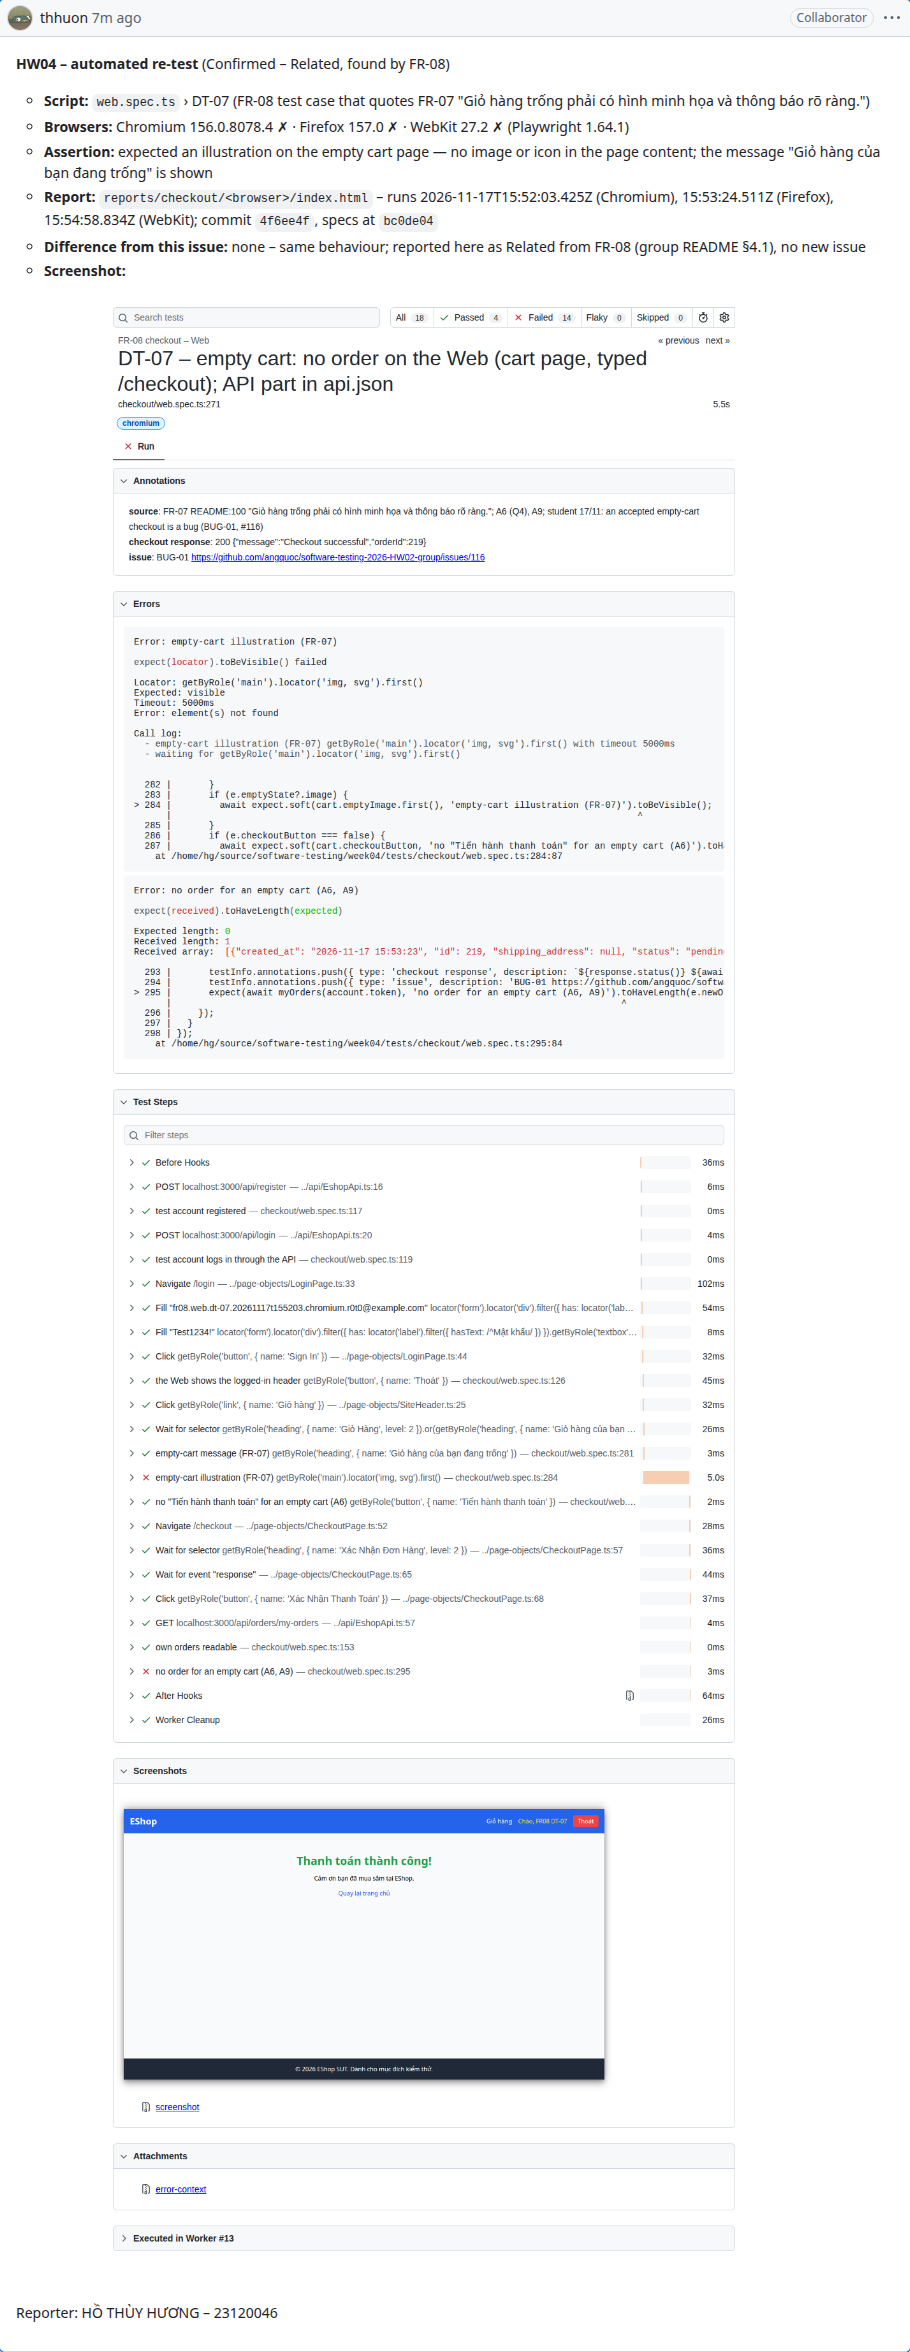 thhuon 7m ago
Collaborator
HW04 – automated re-test (Confirmed – Related, found by FR-08)
Script: web.spec.ts › DT-07 (FR-08 test case that quotes FR-07 "Giỏ hàng trống phải có hình minh họa và thông báo rõ ràng.")
Browsers: Chromium 156.0.8078.4 ✗ · Firefox 157.0 ✗ · WebKit 27.2 ✗ (Playwright 1.64.1)
Assertion: expected an illustration on the empty cart page — no image or icon in the page content; the message "Giỏ hàng của
bạn đang trống" is shown
Report: reports/checkout/<browser>/index.html – runs 2026-11-17T15:52:03.425Z (Chromium), 15:53:24.511Z (Firefox),
15:54:58.834Z (WebKit); commit 4f6ee4f, specs at bc0de04
Difference from this issue: none – same behaviour; reported here as Related from FR-08 (group README §4.1), no new issue
Screenshot:
Search tests
All 18 Passed 4 Failed 14 Flaky 0 Skipped 0
FR-08 checkout – Web
« previous next »
DT-07 – empty cart: no order on the Web (cart page, typed
/checkout); API part in api.json
checkout/web.spec.ts:271 5.5s
chromium
Run
Annotations
source: FR-07 README:100 "Giỏ hàng trống phải có hình minh họa và thông báo rõ ràng."; A6 (Q4), A9; student 17/11: an accepted empty-cart
checkout is a bug (BUG-01, #116)
checkout response: 200 {"message":"Checkout successful","orderId":219}
issue: BUG-01 https://github.com/angquoc/software-testing-2026-HW02-group/issues/116
Errors
Error: empty-cart illustration (FR-07)
expect(locator).toBeVisible() failed
Locator: getByRole('main').locator('img, svg').first()
Expected: visible
Timeout: 5000ms
Error: element(s) not found
Call log:
- empty-cart illustration (FR-07) getByRole('main').locator('img, svg').first() with timeout 5000ms
- waiting for getByRole('main').locator('img, svg').first()
282 | }
283 | if (e.emptyState?.image) {
> 284 | await expect.soft(cart.emptyImage.first(), 'empty-cart illustration (FR-07)').toBeVisible();
| ^
285 | }
286 | if (e.checkoutButton === false) {
287 | await expect.soft(cart.checkoutButton, 'no "Tiến hành thanh toán" for an empty cart (A6)').toH
at /home/hg/source/software-testing/week04/tests/checkout/web.spec.ts:284:87
Error: no order for an empty cart (A6, A9)
expect(received).toHaveLength(expected)
Expected length: 0
Received length: 1
Received array: [{"created_at": "2026-11-17 15:53:23", "id": 219, "shipping_address": null, "status": "pendin
293 | testInfo.annotations.push({ type: 'checkout response', description: `${response.status()} ${awai
294 | testInfo.annotations.push({ type: 'issue', description: 'BUG-01 https://github.com/angquoc/softw
> 295 | expect(await myOrders(account.token), 'no order for an empty cart (A6, A9)').toHaveLength(e.newO
| ^
296 | });
297 | }
298 | });
at /home/hg/source/software-testing/week04/tests/checkout/web.spec.ts:295:84
Test Steps
Filter steps
Before Hooks 36ms
POST localhost:3000/api/register — ../api/EshopApi.ts:16 6ms
test account registered — checkout/web.spec.ts:117 0ms
POST localhost:3000/api/login — ../api/EshopApi.ts:20 4ms
test account logs in through the API — checkout/web.spec.ts:119 0ms
Navigate /login — ../page-objects/LoginPage.ts:33 102ms
Fill "fr08.web.dt-07.20261117t155203.chromium.r0t0@example.com" locator('form').locator('div').filter({ has: locator('lab... 54ms
Fill "Test1234!" locator('form').locator('div').filter({ has: locator('label').filter({ hasText: /^Mật khẩu/ }) }).getByRole('textbox'... 8ms
Click getByRole('button', { name: 'Sign In' }) — ../page-objects/LoginPage.ts:44 32ms
the Web shows the logged-in header getByRole('button', { name: 'Thoát' }) — checkout/web.spec.ts:126 45ms
Click getByRole('link', { name: 'Giỏ hàng' }) — ../page-objects/SiteHeader.ts:25 32ms
Wait for selector getByRole('heading', { name: 'Giỏ Hàng', level: 2 }).or(getByRole('heading', { name: 'Giỏ hàng của bạn ... 26ms
empty-cart message (FR-07) getByRole('heading', { name: 'Giỏ hàng của bạn đang trống' }) — checkout/web.spec.ts:281 3ms
empty-cart illustration (FR-07) getByRole('main').locator('img, svg').first() — checkout/web.spec.ts:284 5.0s
no "Tiến hành thanh toán" for an empty cart (A6) getByRole('button', { name: 'Tiến hành thanh toán' }) — checkout/web.... 2ms
Navigate /checkout — ../page-objects/CheckoutPage.ts:52 28ms
Wait for selector getByRole('heading', { name: 'Xác Nhận Đơn Hàng', level: 2 }) — ../page-objects/CheckoutPage.ts:57 36ms
Wait for event "response" — ../page-objects/CheckoutPage.ts:65 44ms
Click getByRole('button', { name: 'Xác Nhận Thanh Toán' }) — ../page-objects/CheckoutPage.ts:68 37ms
GET localhost:3000/api/orders/my-orders — ../api/EshopApi.ts:57 4ms
own orders readable — checkout/web.spec.ts:153 0ms
no order for an empty cart (A6, A9) — checkout/web.spec.ts:295 3ms
After Hooks 64ms
Worker Cleanup 26ms
Screenshots
EShop Giỏ hàng Chào, FR08 DT-07 Thoát
Thanh toán thành công!
Cảm ơn bạn đã mua sắm tại EShop.
Quay lại trang chủ
© 2026 EShop SUT. Dành cho mục đích kiểm thử.
screenshot
Attachments
error-context
Executed in Worker #13
Reporter: HỒ THÙY HƯƠNG – 23120046